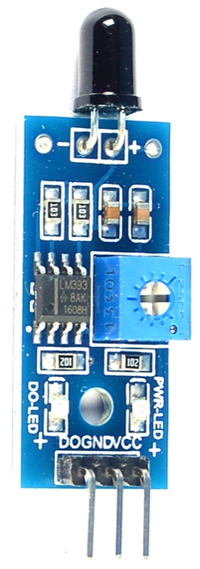 - +
103 103
LM393
8AK
1608H
201 102
DO-LED
PWR-LED
+ +
DOGNDVCC